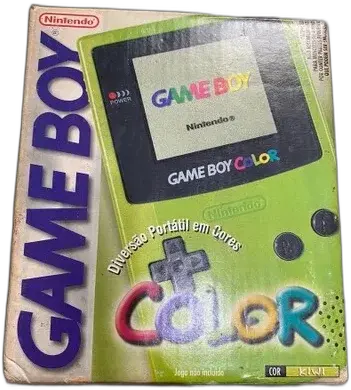 Nintendo
GAME BOY
POWER
GAME BOY
Nintendo®
GAME BOY COLOR
Nintendo
Diversão Portátil em Cores
COLOR
Jogo não incluído
COR KIWI